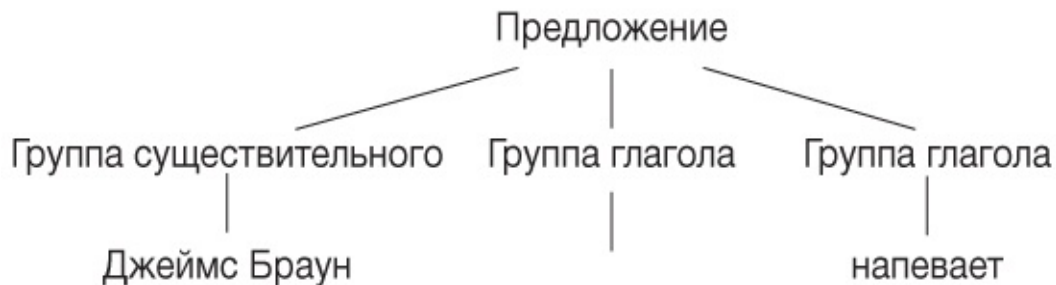 Предложение
Группа существительного Группа глагола Группа глагола
Джеймс Браун напевает